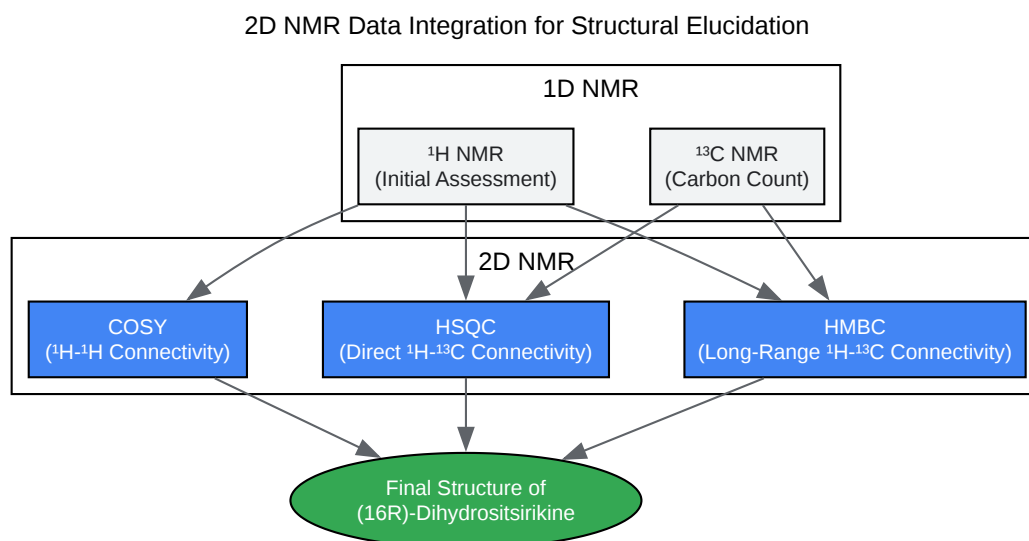 2D NMR Data Integration for Structural Elucidation
1D NMR
¹H NMR
(Initial Assessment)
¹³C NMR
(Carbon Count)
2D NMR
COSY
(¹H-¹H Connectivity)
HSQC
(Direct ¹H-¹³C Connectivity)
HMBC
(Long-Range ¹H-¹³C Connectivity)
Final Structure of
(16R)-Dihydrositsirikine